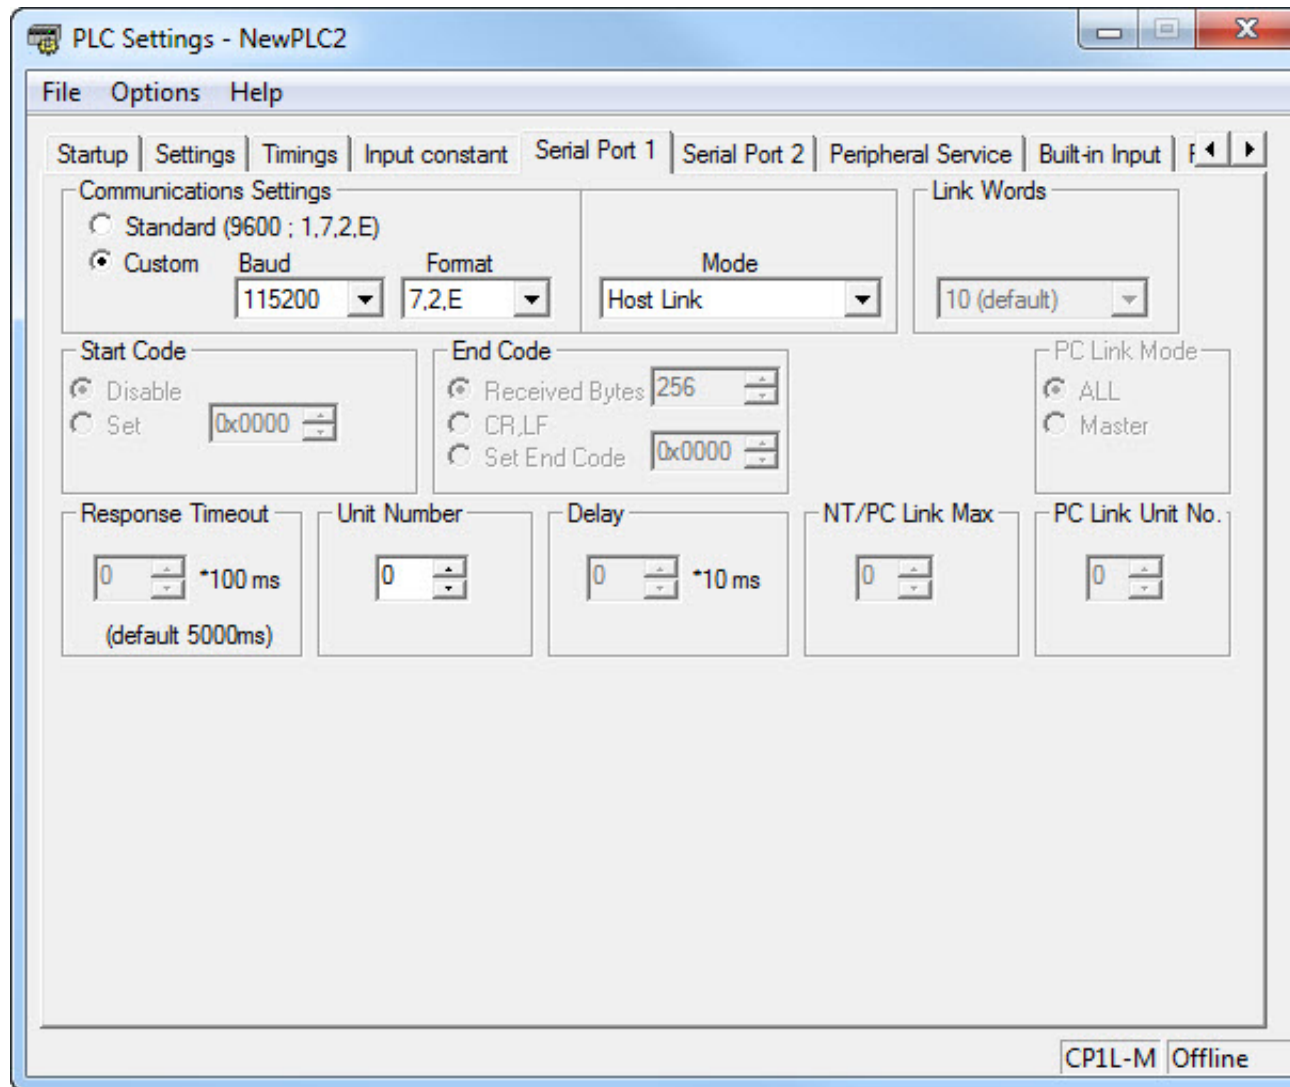 PLC Settings - NewPLC2
File Options Help
Startup Settings Timings Input constant Serial Port 1 Serial Port 2 Peripheral Service Built-in Input
Communications Settings Link Words
Standard (9600 ; 1,7,2,E)
Custom Baud Format Mode
115200 7,2,E Host Link 10 (default)
Start Code End Code PC Link Mode
Disable Received Bytes 256 ALL
Set 0x0000 CR,LF Master
Set End Code 0x0000
Response Timeout Unit Number Delay NT/PC Link Max PC Link Unit No.
0 *100 ms 0 0 *10 ms 0 0
(default 5000ms)
CP1L-M Offline